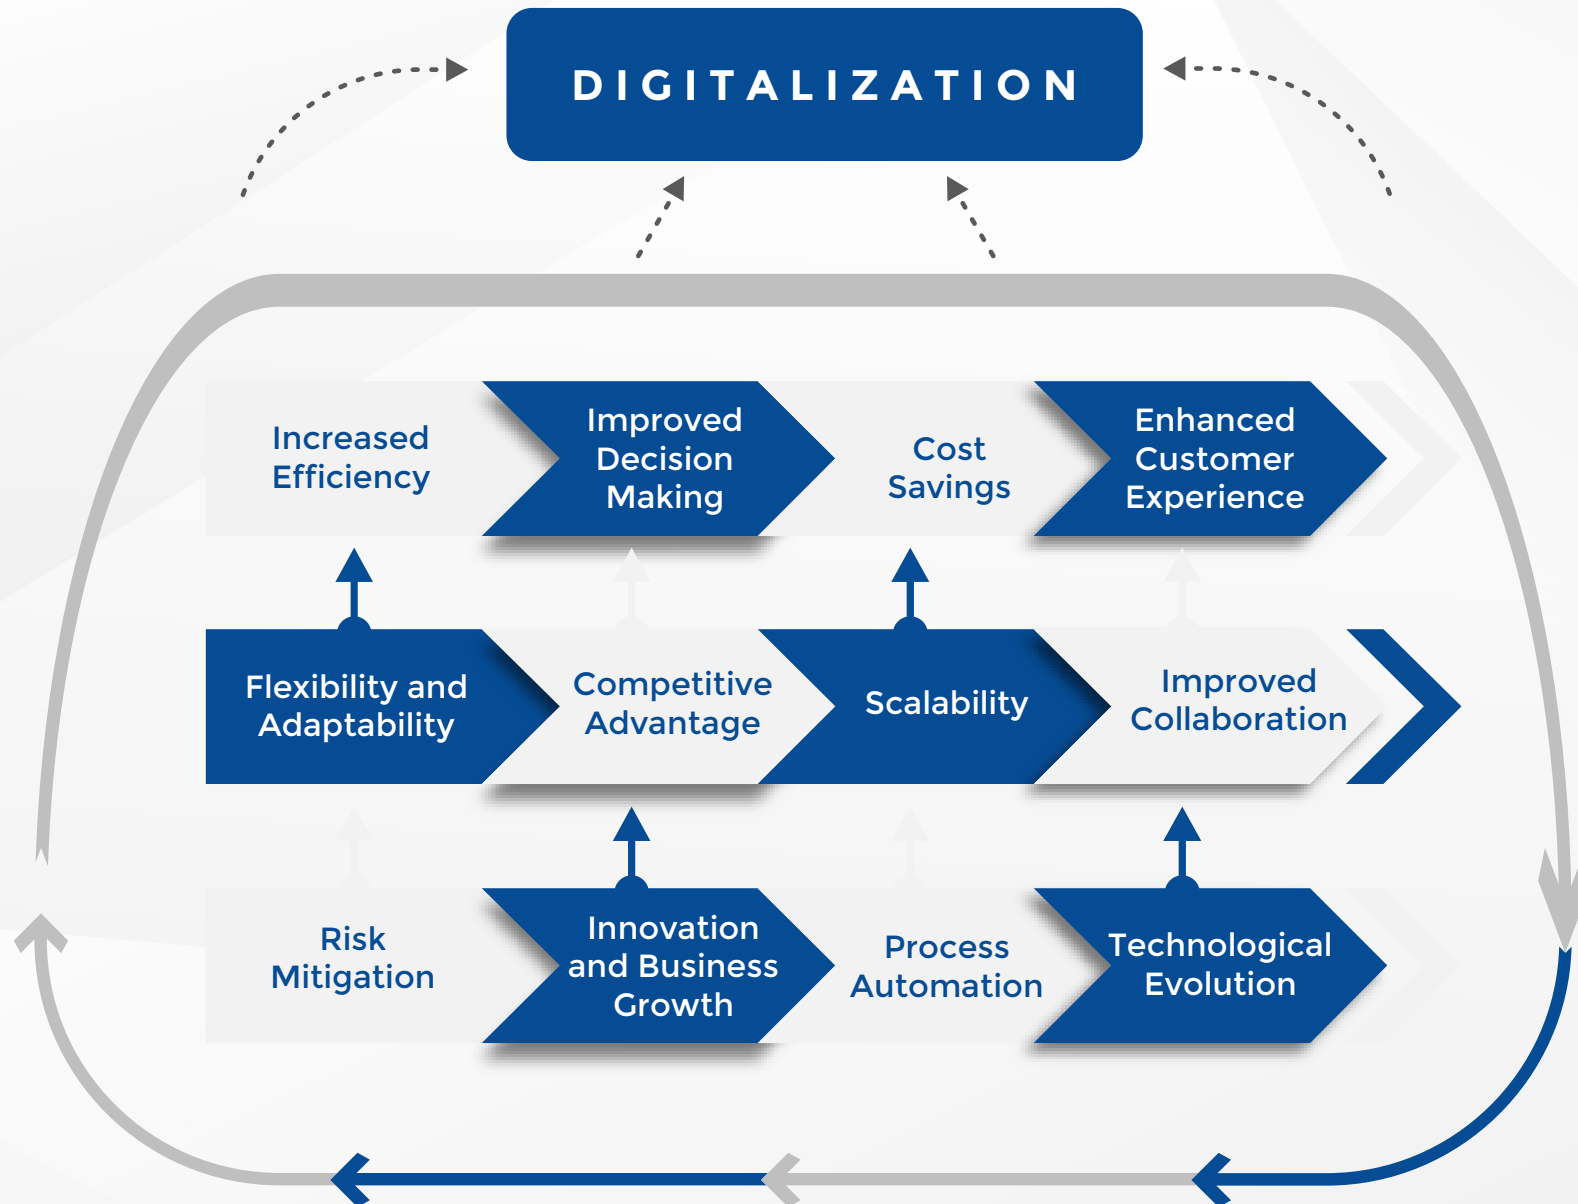 DIGITALIZATION
Increased
Efficiency
Improved
Decision
Making
Cost
Savings
Enhanced
Customer
Experience
Flexibility and
Adaptability
Competitive
Advantage
Scalability
Improved
Collaboration
Risk
Mitigation
Innovation
and Business
Growth
Process
Automation
Technological
Evolution